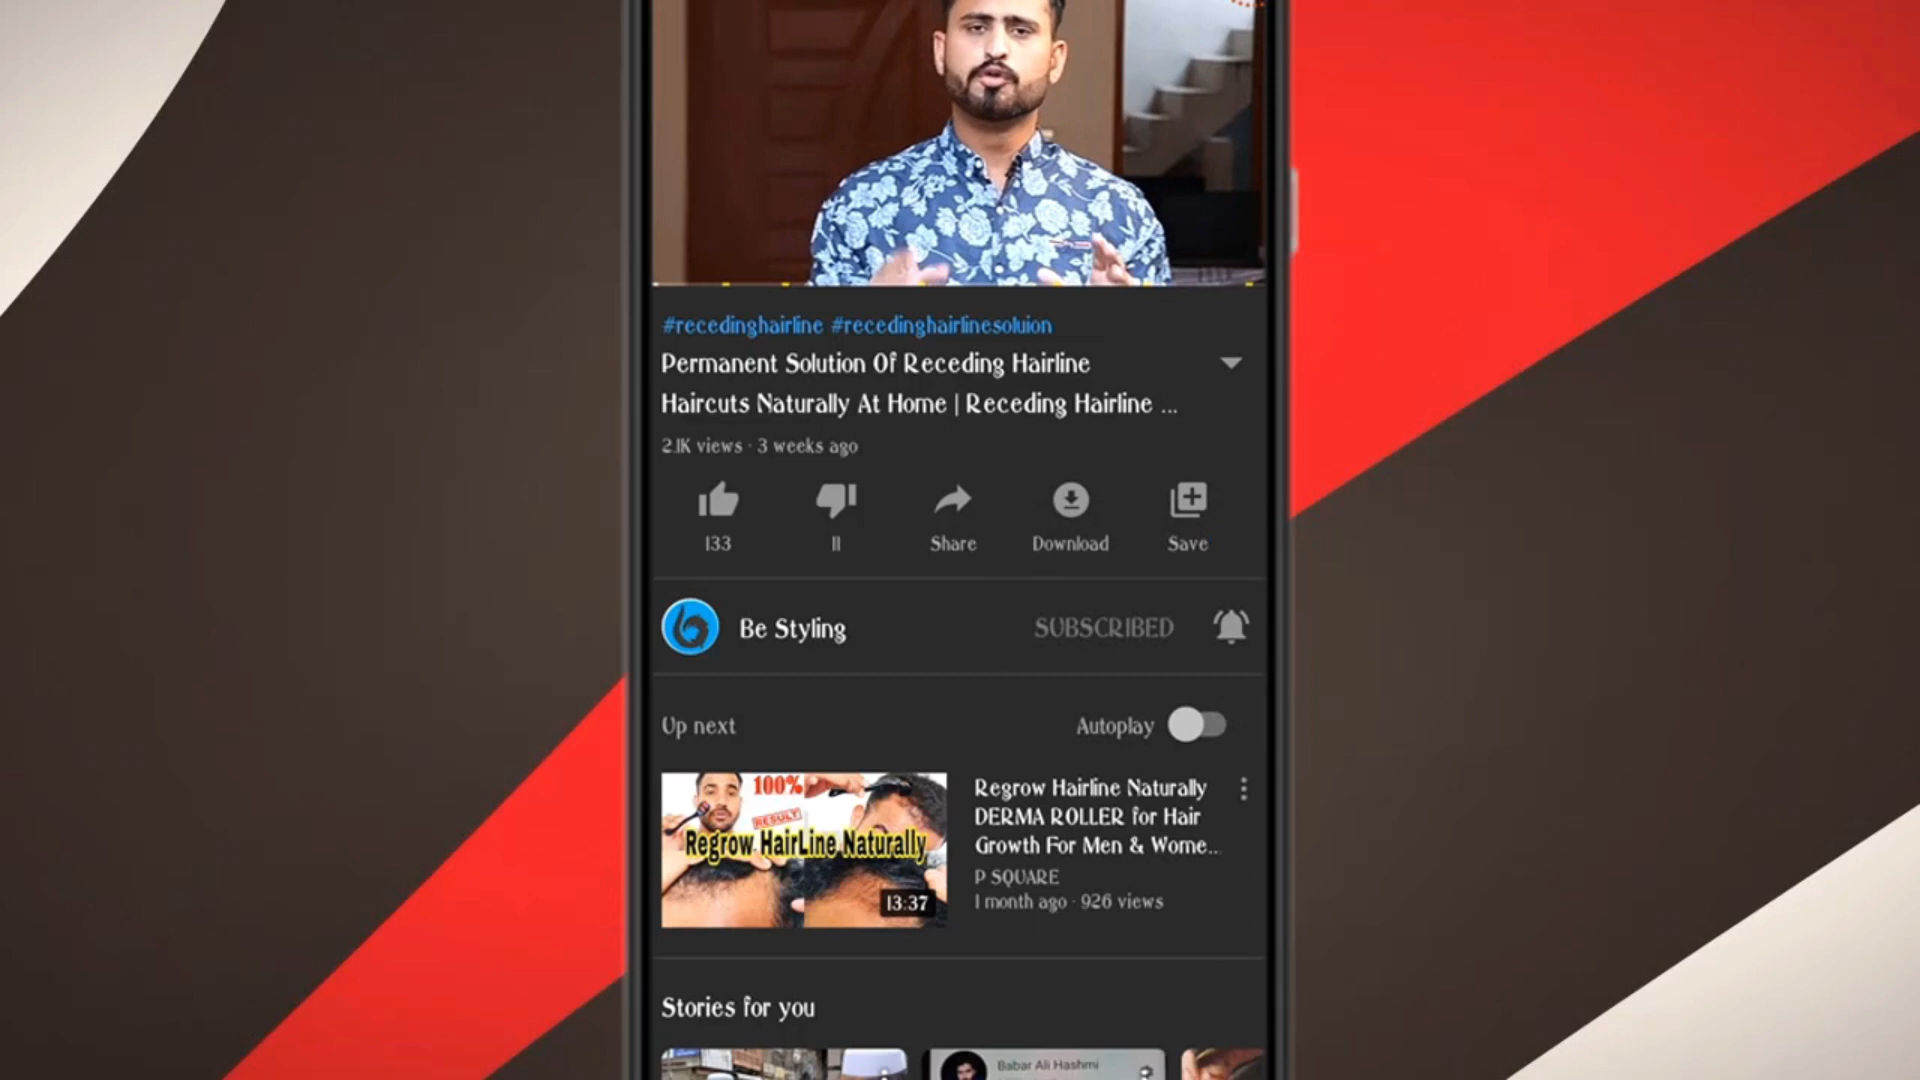 #recedinghairline #recedinghairlinesoluion
Permanent Solution Of Receding Hairline
Haircuts Naturally At Home | Receding Hairline ...
2.1K views · 3 weeks ago
133
11
Share
Download
Save
Be Styling
SUBSCRIBED
Up next
Autoplay
100%
RESULT
Regrow HairLine Naturally
13:37
Regrow Hairline Naturally
DERMA ROLLER for Hair
Growth For Men & Wome...
P SQUARE
1 month ago · 926 views
Stories for you
Babar Ali Hashmi